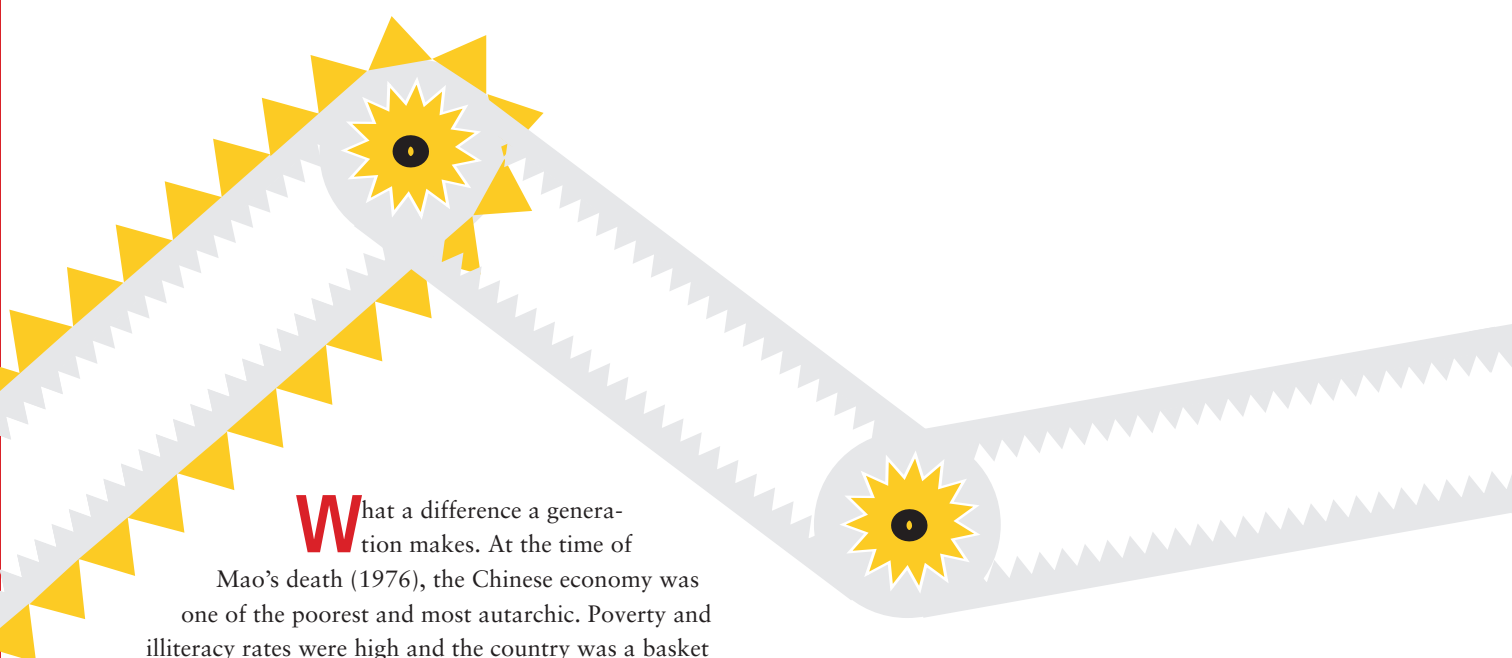 What a difference a genera-
tion makes. At the time of
Mao’s death (1976), the Chinese economy was
one of the poorest and most autarchic. Poverty and
illiteracy rates were high and the country was a basket